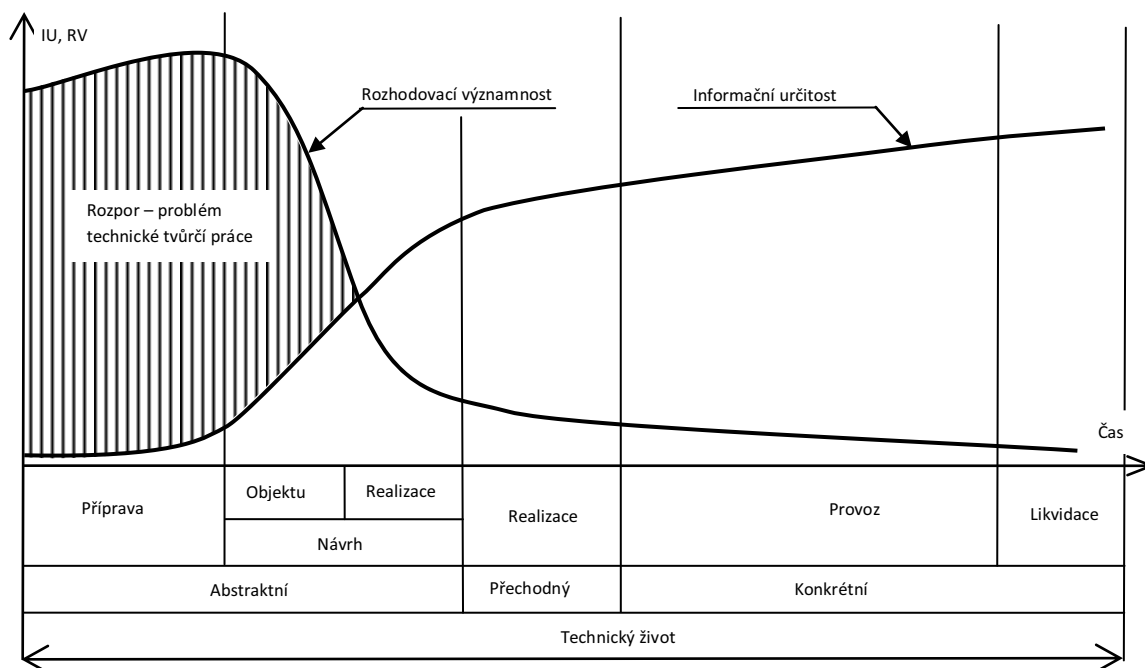 IU, RV
Rozhodovací významnost
Informační určitost
Rozpor – problém
technické tvůrčí práce
Čas
Příprava
Objektu
Realizace
Návrh
Realizace
Provoz
Likvidace
Abstraktní
Přechodný
Konkrétní
Technický život